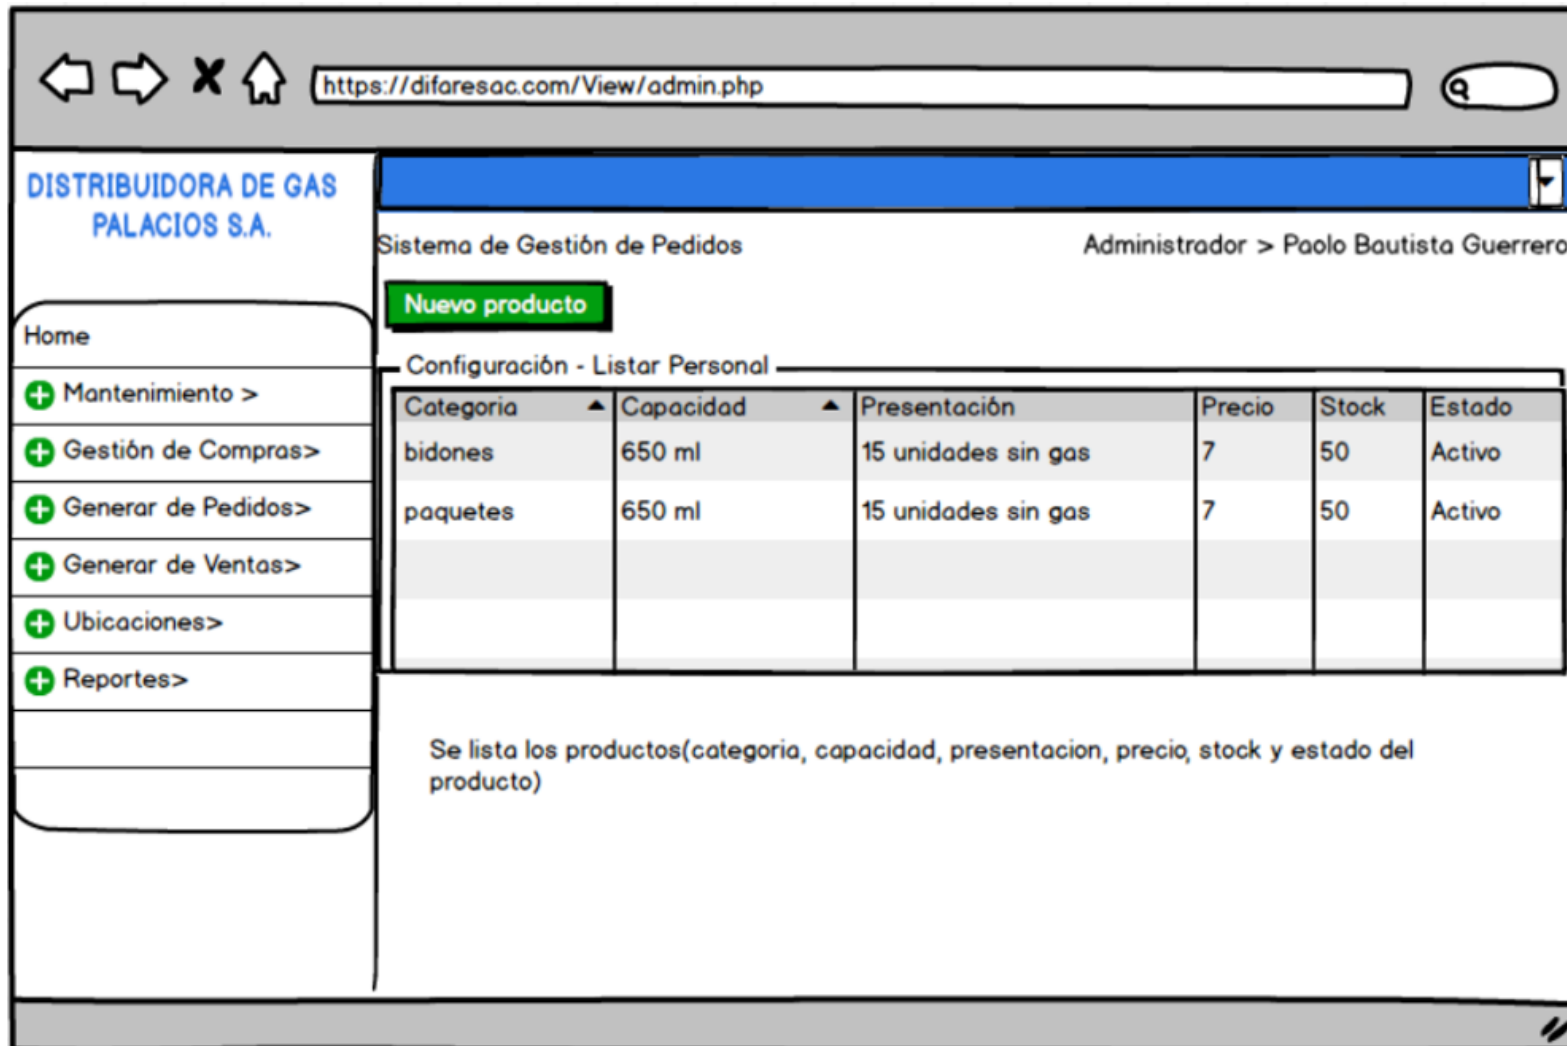 https://difaresac.com/View/admin.php
DISTRIBUIDORA DE GAS
PALACIOS S.A.
Sistema de Gestión de Pedidos
Administrador > Paolo Bautista Guerrero
Nuevo producto
Home
Mantenimiento >
Gestión de Compras>
Generar de Pedidos>
Generar de Ventas>
Ubicaciones>
Reportes>
Configuración - Listar Personal
Categoria Capacidad Presentación Precio Stock Estado
bidones 650 ml 15 unidades sin gas 7 50 Activo
paquetes 650 ml 15 unidades sin gas 7 50 Activo
Se lista los productos(categoria, capacidad, presentacion, precio, stock y estado del
producto)